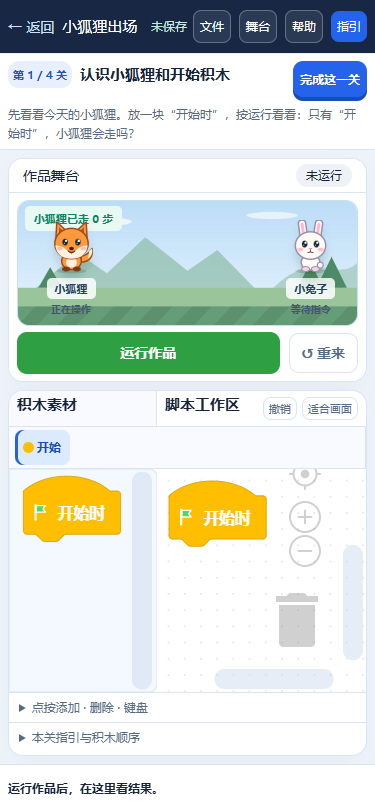 ← 返回 小狐狸出场 未保存 文件 舞台 帮助 指引
第 1 / 4 关 认识小狐狸和开始积木 完成这一关
先看看今天的小狐狸。放一块“开始时”，按运行看看：只有“开
始时”，小狐狸会走吗？
作品舞台 未运行
小狐狸已走 0 步
小狐狸 小兔子
正在操作 等待指令
运行作品 ↺ 重来
积木素材 脚本工作区 撤销 适合画面
开始
开始时 开始时
▶ 点按添加 · 删除 · 键盘
▶ 本关指引与积木顺序
运行作品后，在这里看结果。